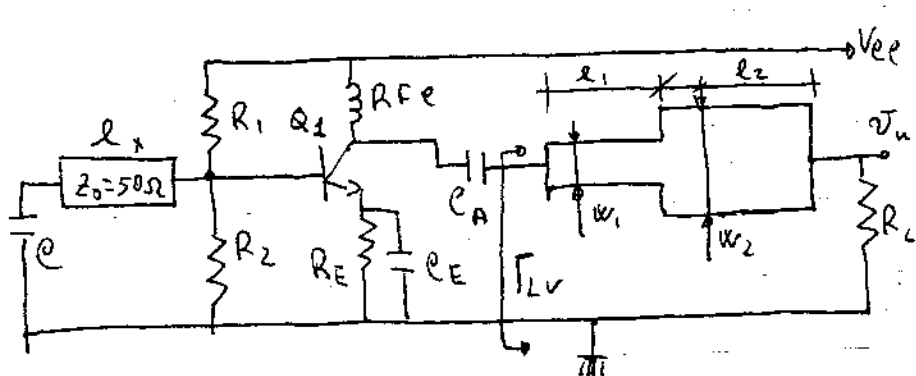 Vcc
l₁
l₂
RFC
R₁
Q1
lx
Z₀=50Ω
vu
CA
W₁
W₂
RL
C
R₂
RE
CE
ΓLV